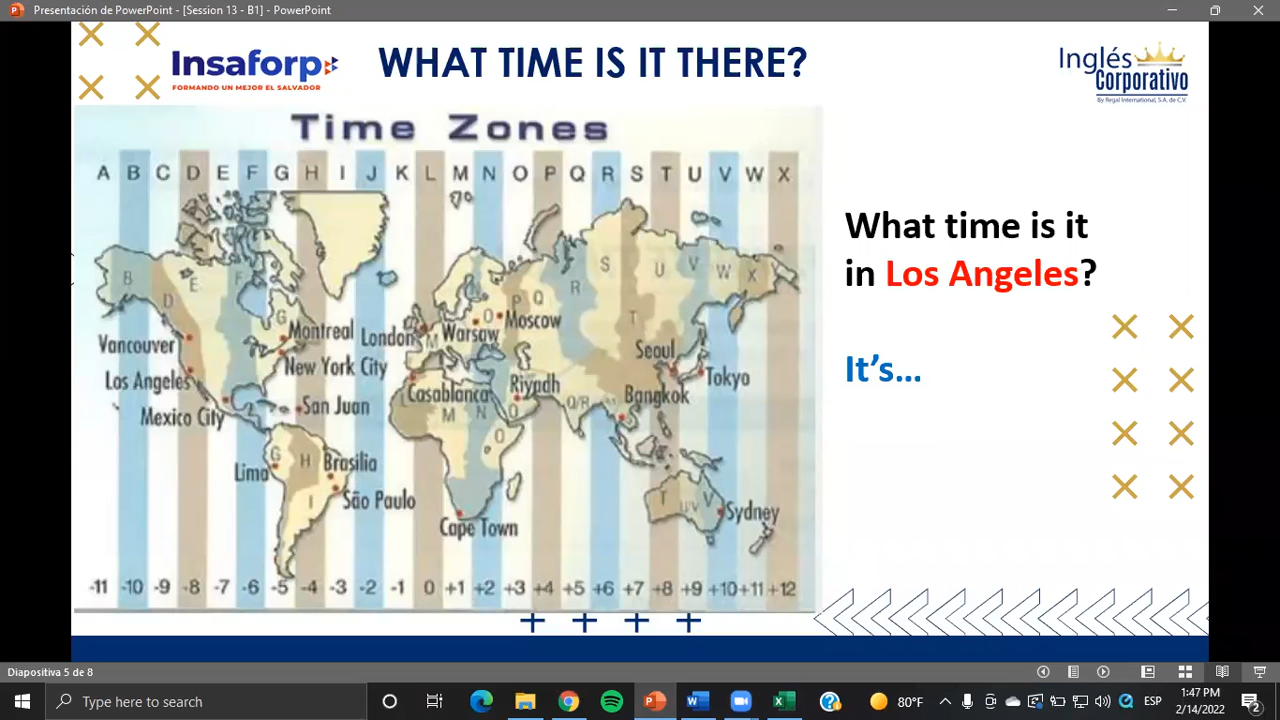 Presentación de PowerPoint - [Session 13 - B1] - PowerPoint
Insaforp
FORMANDO UN MEJOR EL SALVADOR
WHAT TIME IS IT THERE?
Inglés
Corporativo
By Regal International, S.A. de C.V.
Time Zones
A B C D E F G H I J K L M N O P Q R S T U V W X
B D E F G
P Q R S T U V W X
O
M
Montreal
London
Warsaw
Moscow
Vancouver
New York City
Seoul
Los Angeles
Casablanca
Riyadh
Bangkok
Tokyo
Mexico City
San Juan
M N O
Q/R
O
G H I
Lima
Brasilia
São Paulo
Cape Town
T U/V V
Sydney
-11 -10 -9 -8 -7 -6 -5 -4 -3 -2 -1 0 +1 +2 +3 +4 +5 +6 +7 +8 +9 +10 +11 +12
What time is it
in Los Angeles?
It’s…
Diapositiva 5 de 8
Type here to search
80°F
ESP
1:47 PM
2/14/2022
2